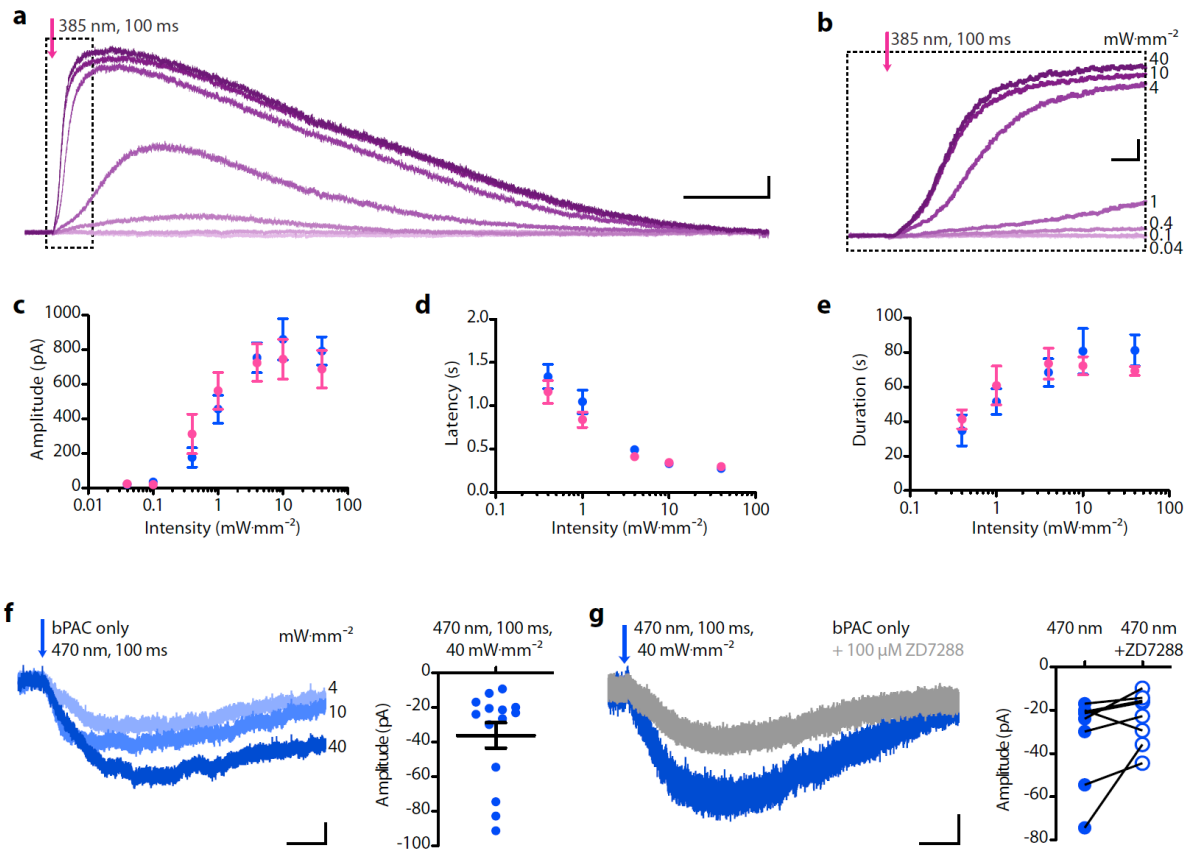 a
385 nm, 100 ms
b
385 nm, 100 ms
mW·mm⁻²
40
10
4
1
0.4
0.1
0.04
c
Amplitude (pA)
1000
800
600
400
200
0
0.01
0.1
1
10
100
Intensity (mW·mm⁻²)
d
Latency (s)
2.0
1.5
1.0
0.5
0.0
0.1
1
10
100
Intensity (mW·mm⁻²)
e
Duration (s)
100
80
60
40
20
0
0.1
1
10
100
Intensity (mW·mm⁻²)
f
bPAC only
470 nm, 100 ms
mW·mm⁻²
4
10
40
470 nm, 100 ms,
40 mW·mm⁻²
Amplitude (pA)
0
-20
-40
-60
-80
-100
g
470 nm, 100 ms,
40 mW·mm⁻²
bPAC only
+ 100 µM ZD7288
470 nm
470 nm
+ZD7288
Amplitude (pA)
0
-20
-40
-60
-80